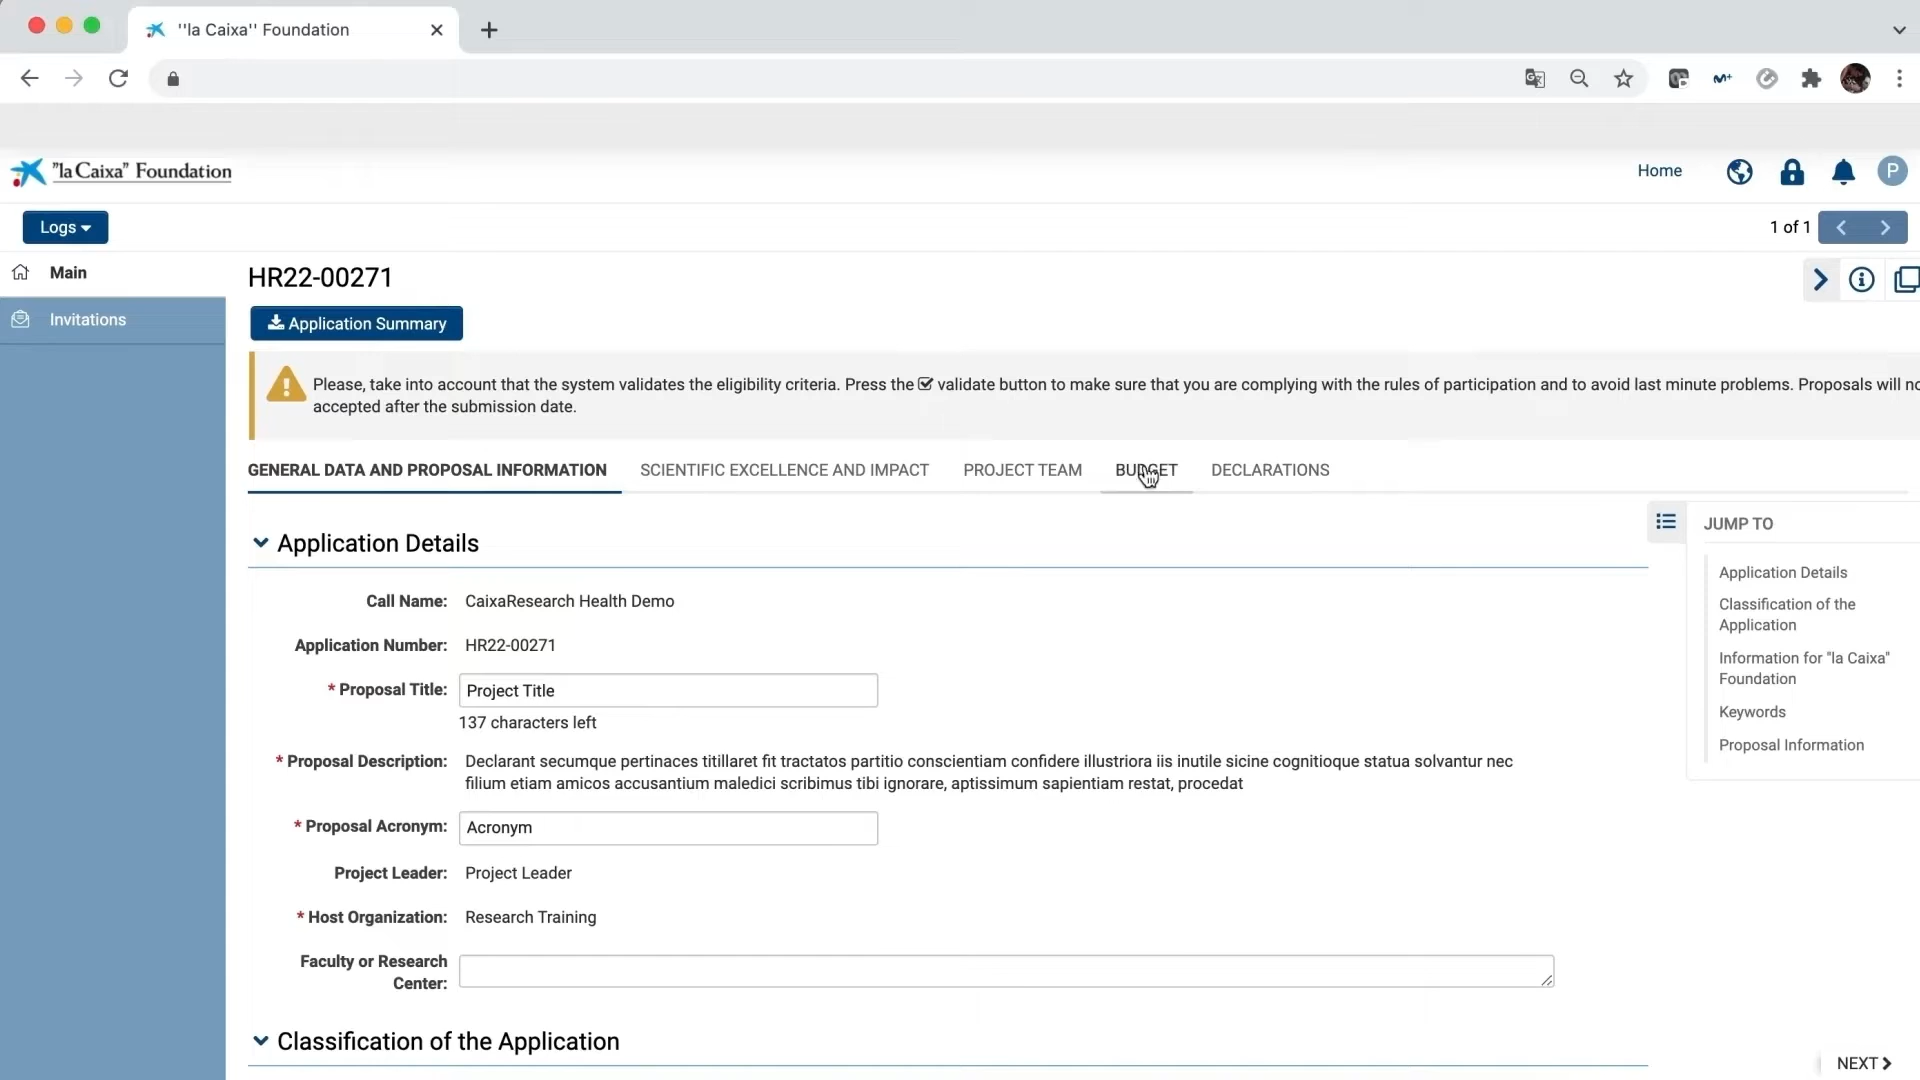 ''la Caixa'' Foundation
"la Caixa" Foundation
Home
P
Logs
1 of 1
Main
HR22-00271
Invitations
Application Summary
Please, take into account that the system validates the eligibility criteria. Press the validate button to make sure that you are complying with the rules of participation and to avoid last minute problems. Proposals will no
accepted after the submission date.
GENERAL DATA AND PROPOSAL INFORMATION SCIENTIFIC EXCELLENCE AND IMPACT PROJECT TEAM BUDGET DECLARATIONS
JUMP TO
Application Details
Classification of the
Application
Information for "la Caixa"
Foundation
Keywords
Proposal Information
Application Details
Call Name: CaixaResearch Health Demo
Application Number: HR22-00271
* Proposal Title: Project Title
137 characters left
* Proposal Description: Declarant secumque pertinaces titillaret fit tractatos partitio conscientiam confidere illustriora iis inutile sicine cognitioque statua solvantur nec
filium etiam amicos accusantium maledici scribimus tibi ignorare, aptissimum sapientiam restat, procedat
* Proposal Acronym: Acronym
Project Leader: Project Leader
* Host Organization: Research Training
Faculty or Research
Center:
Classification of the Application
NEXT